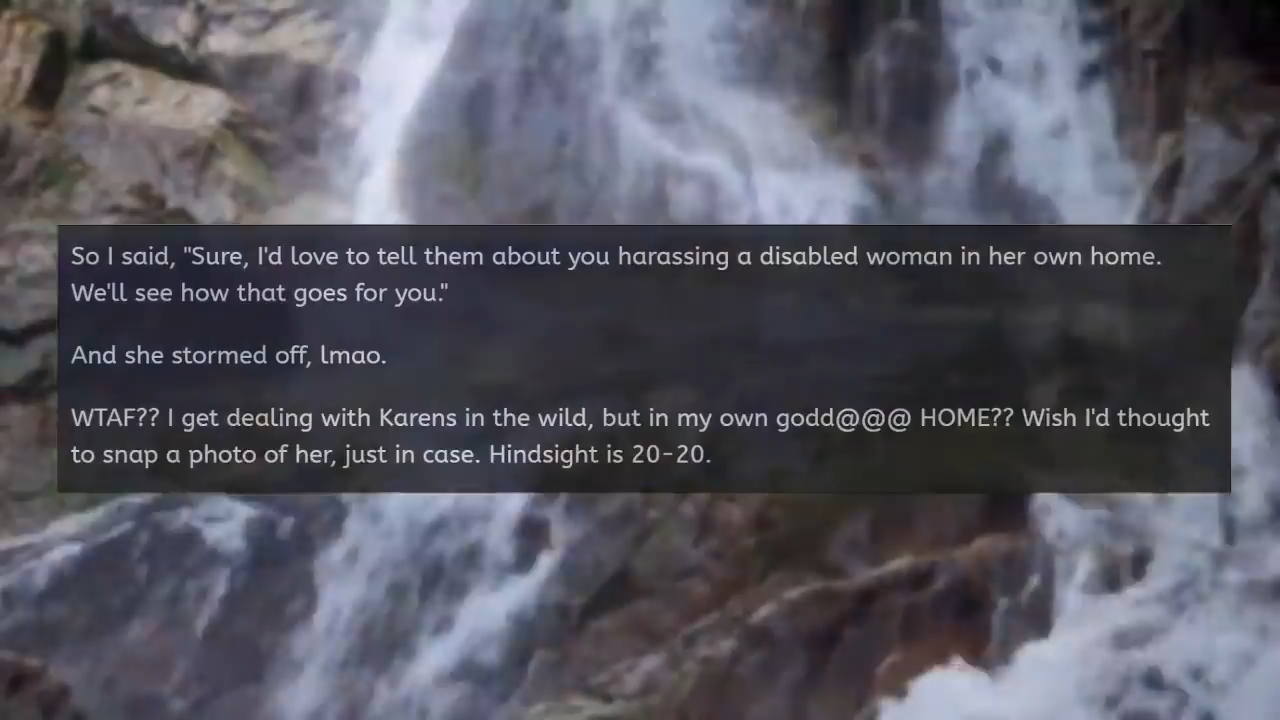 So I said, "Sure, I'd love to tell them about you harassing a disabled woman in her own home.
We'll see how that goes for you."
And she stormed off, lmao.
WTAF?? I get dealing with Karens in the wild, but in my own godd@@@ HOME?? Wish I'd thought
to snap a photo of her, just in case. Hindsight is 20-20.